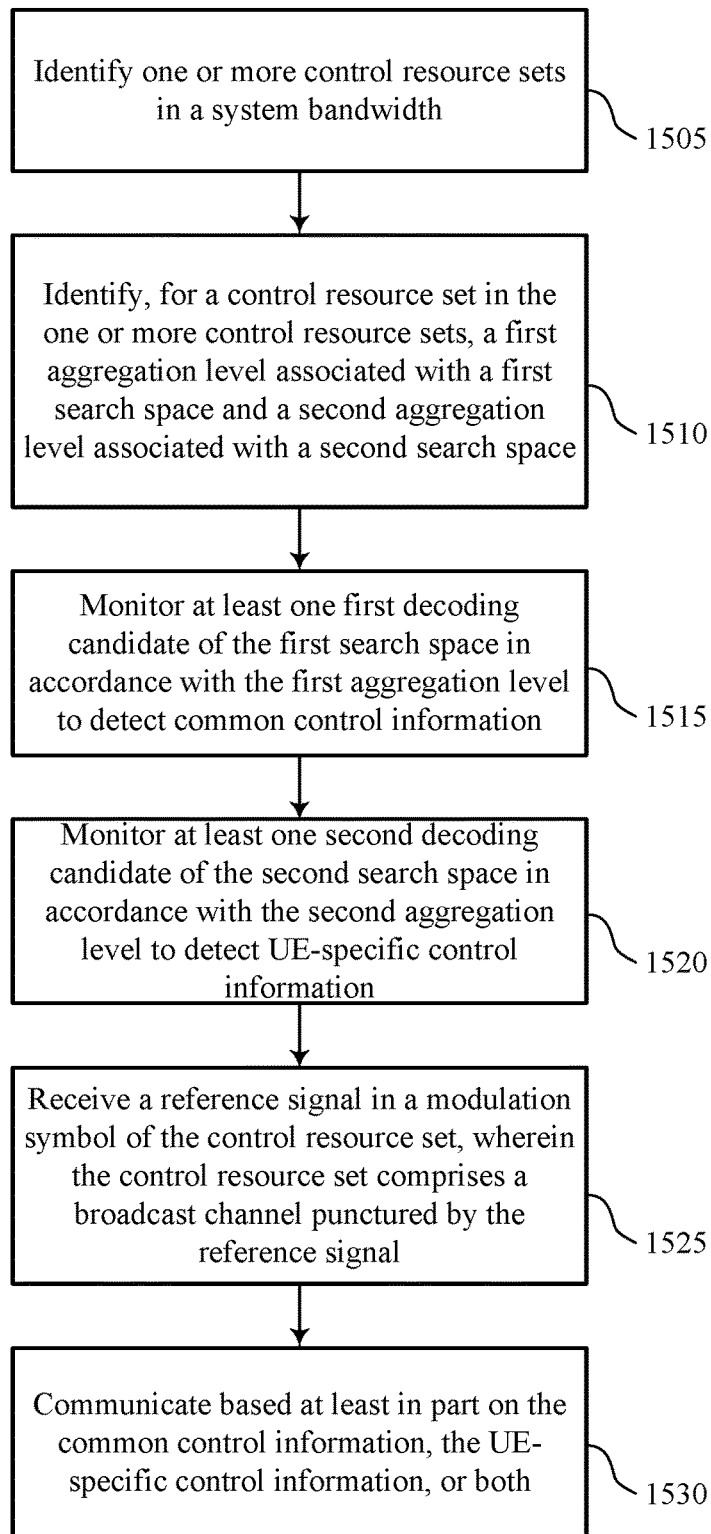 Identify one or more control resource sets
in a system bandwidth
1505
Identify, for a control resource set in the
one or more control resource sets, a first
aggregation level associated with a first
search space and a second aggregation
level associated with a second search space
1510
Monitor at least one first decoding
candidate of the first search space in
accordance with the first aggregation level
to detect common control information
1515
Monitor at least one second decoding
candidate of the second search space in
accordance with the second aggregation
level to detect UE-specific control
information
1520
Receive a reference signal in a modulation
symbol of the control resource set, wherein
the control resource set comprises a
broadcast channel punctured by the
reference signal
1525
Communicate based at least in part on the
common control information, the UE-
specific control information, or both
1530